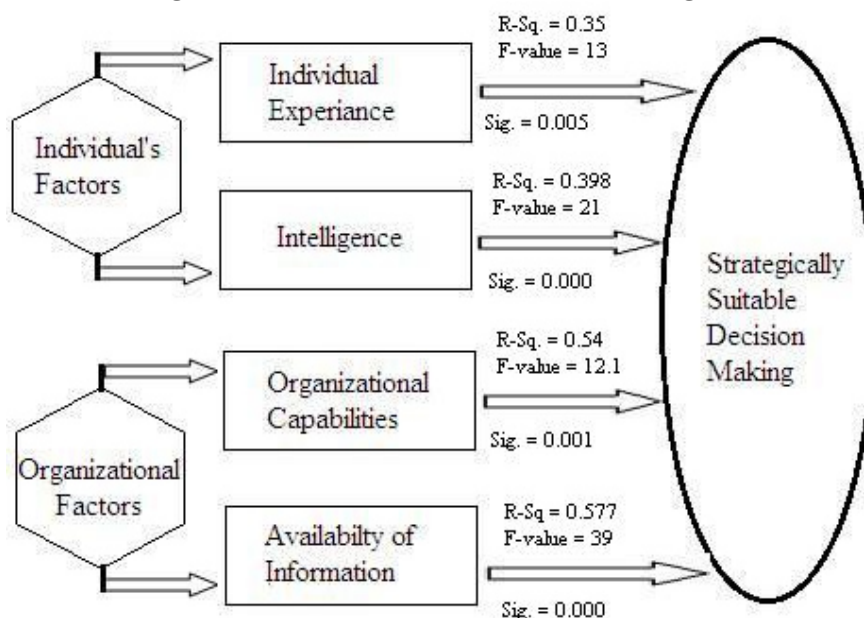 R-Sq. = 0.35
F-value = 13
Individual
Experiance
Sig. = 0.005
Individual's
Factors
R-Sq. = 0.398
F-value = 21
Intelligence
Sig. = 0.000
Strategically
Suitable
Decision
Making
R-Sq. = 0.54
F-value = 12.1
Organizational
Capabilities
Sig. = 0.001
Organizational
Factors
R-Sq = 0.577
F-value = 39
Availabilty of
Information
Sig. = 0.000